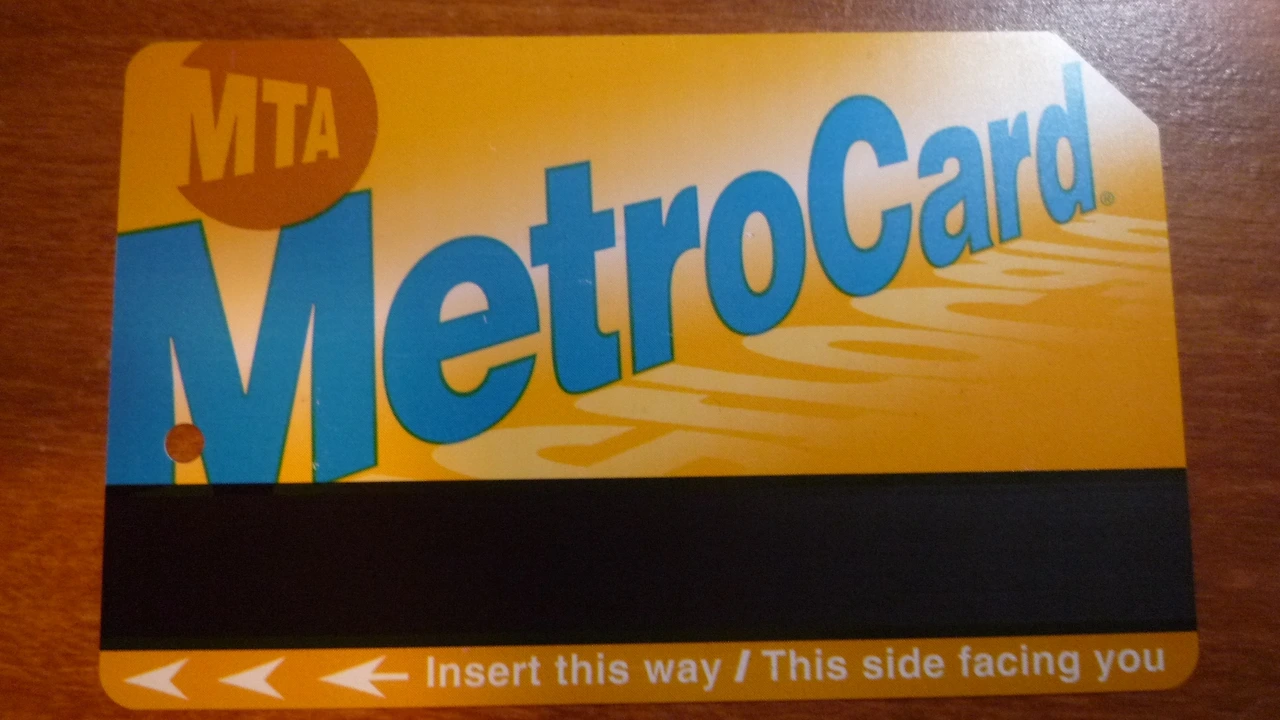 MTA
MetroCard®
Insert this way / This side facing you